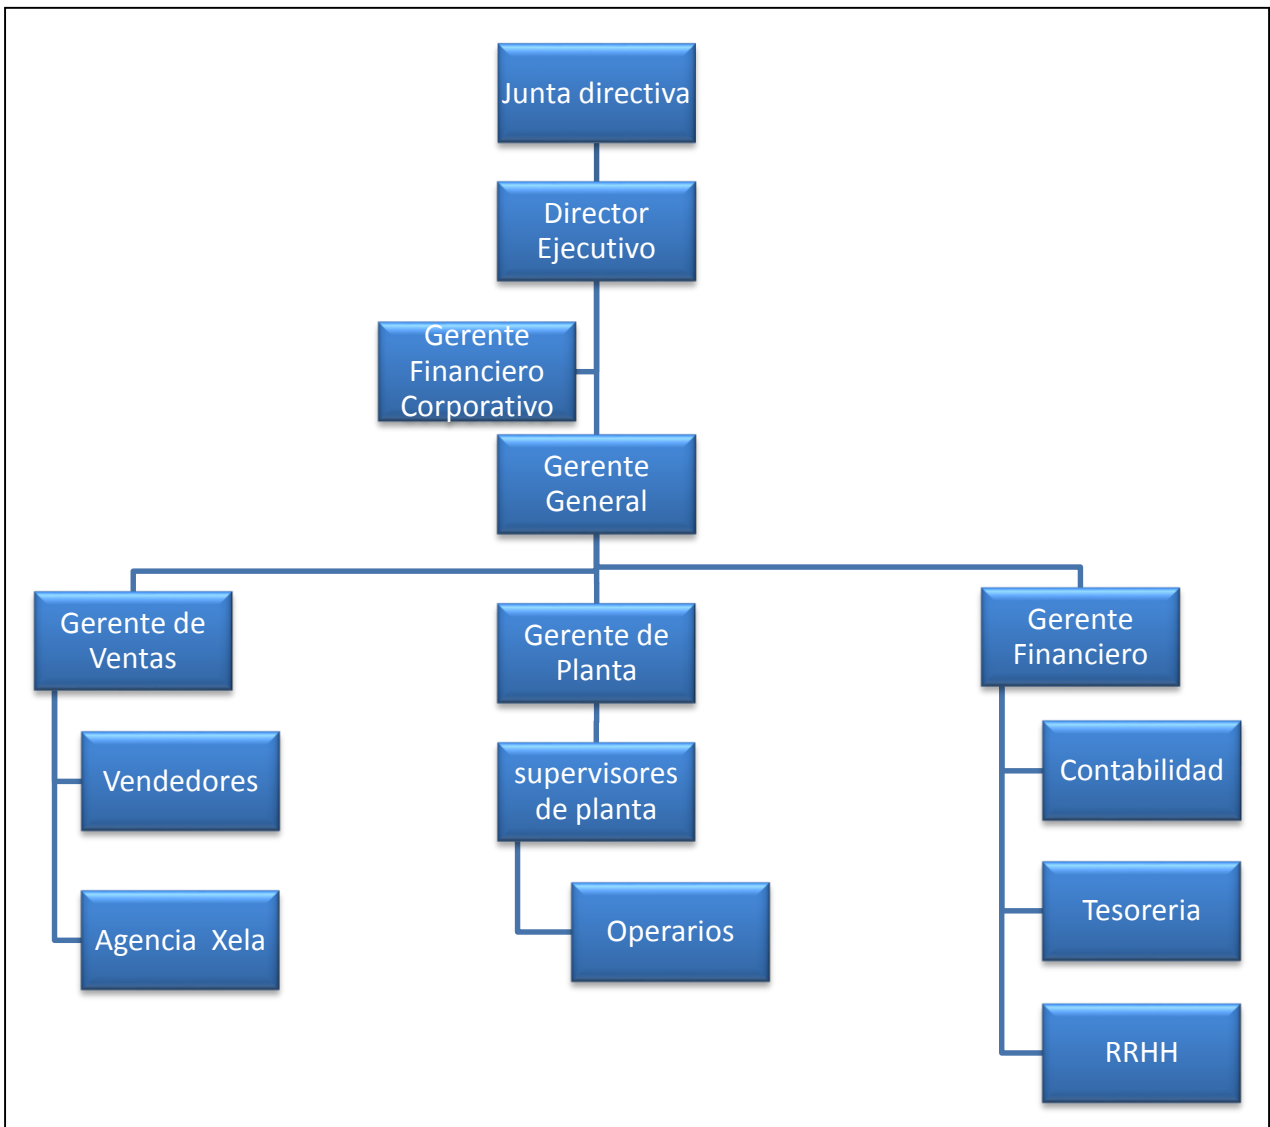 Junta directiva
Director
Ejecutivo
Gerente
Financiero
Corporativo
Gerente
General
Gerente de
Ventas
Gerente de
Planta
Gerente
Financiero
Vendedores
supervisores
de planta
Contabilidad
Agencia  Xela
Operarios
Tesoreria
RRHH